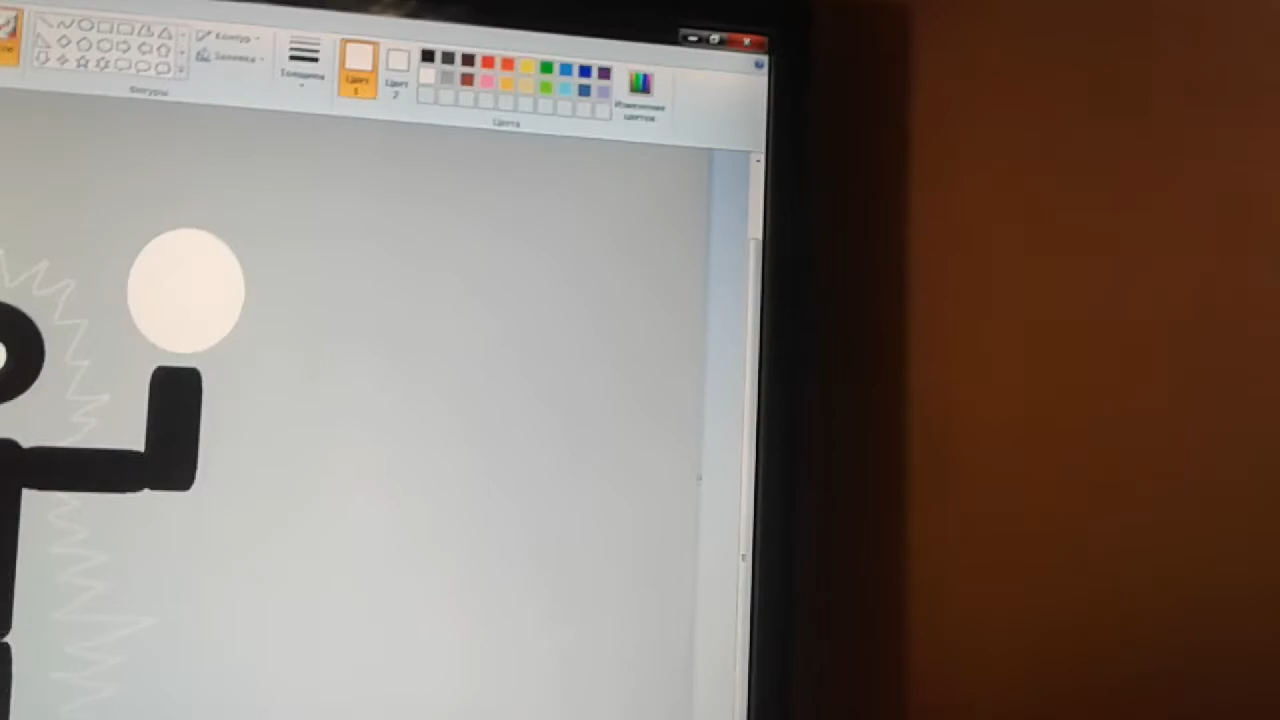 Контур
Заливка
Толщина
Цвет 1
Цвет 2
Изменение цветов
Фигуры
Цвета